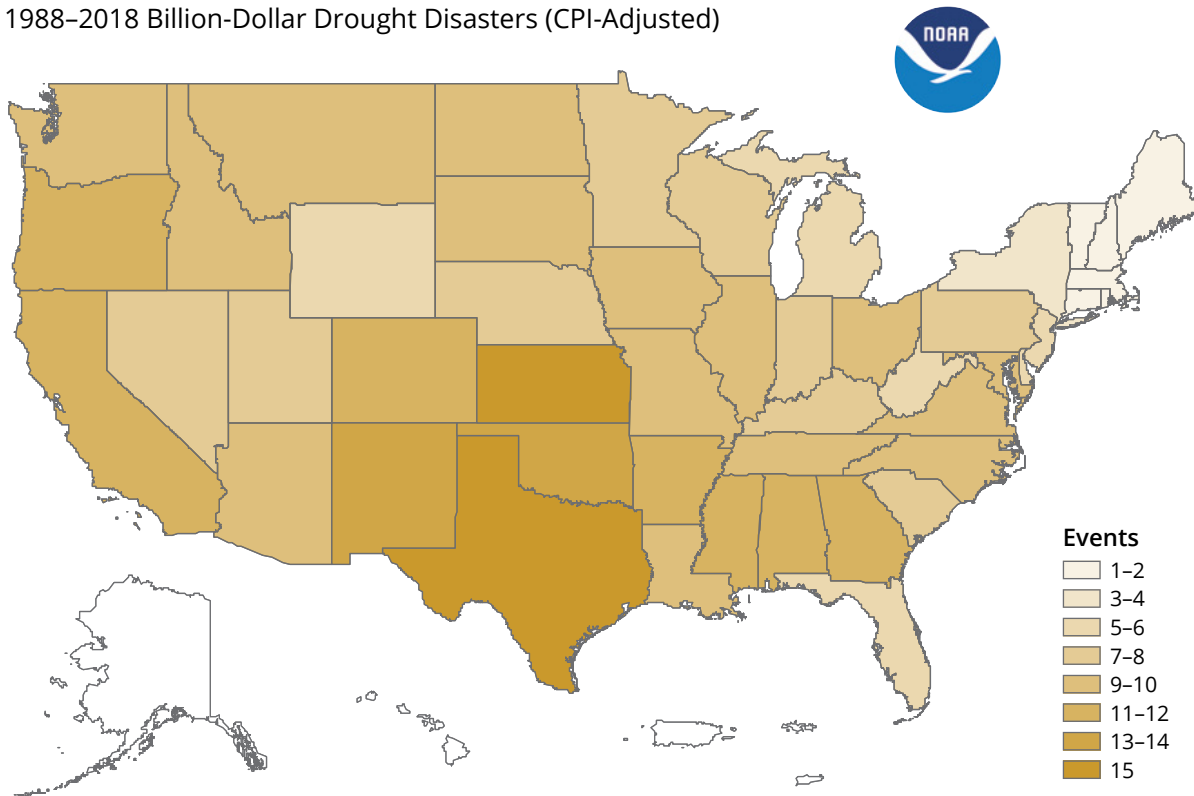 1988–2018 Billion-Dollar Drought Disasters (CPI-Adjusted)
NOAA
Events
1–2
3–4
5–6
7–8
9–10
11–12
13–14
15